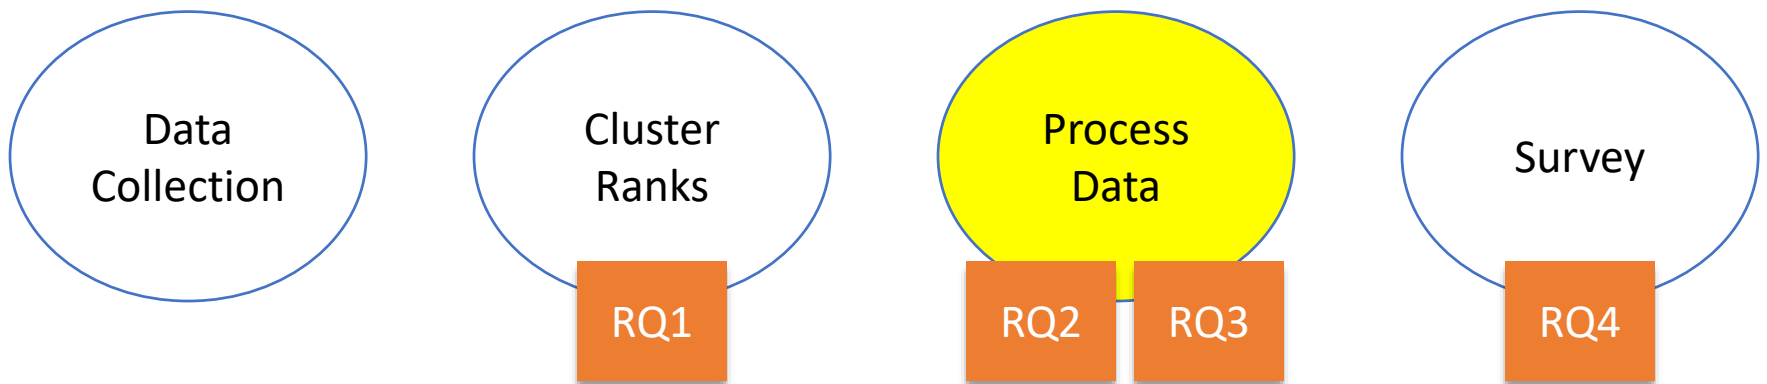 Data
Collection
Cluster
Ranks
Process
Data
Survey
RQ1
RQ2
RQ3
RQ4